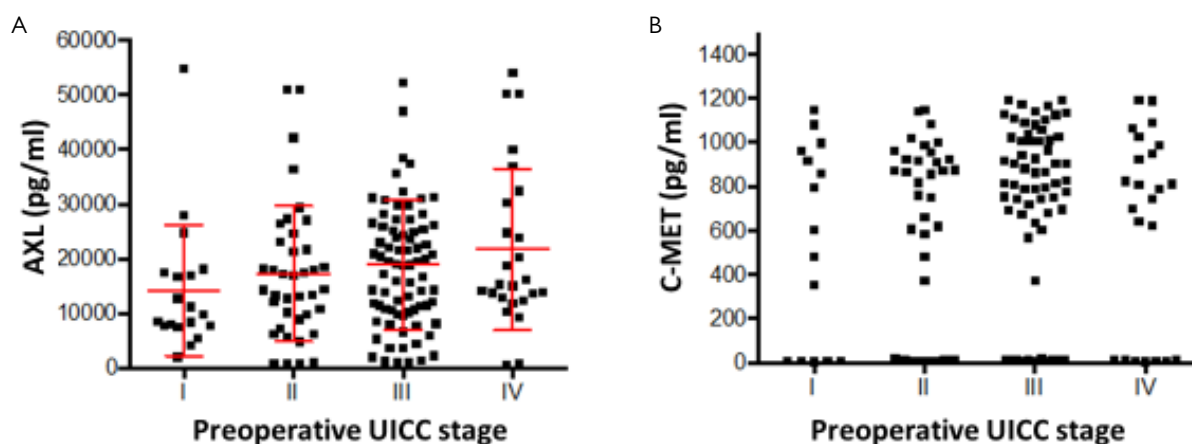 A
AXL (pg/ml)
60000
50000
40000
30000
20000
10000
0
I II III IV
Preoperative UICC stage
B
C-MET (pg/ml)
1400
1200
1000
800
600
400
200
0
I II III IV
Preoperative UICC stage